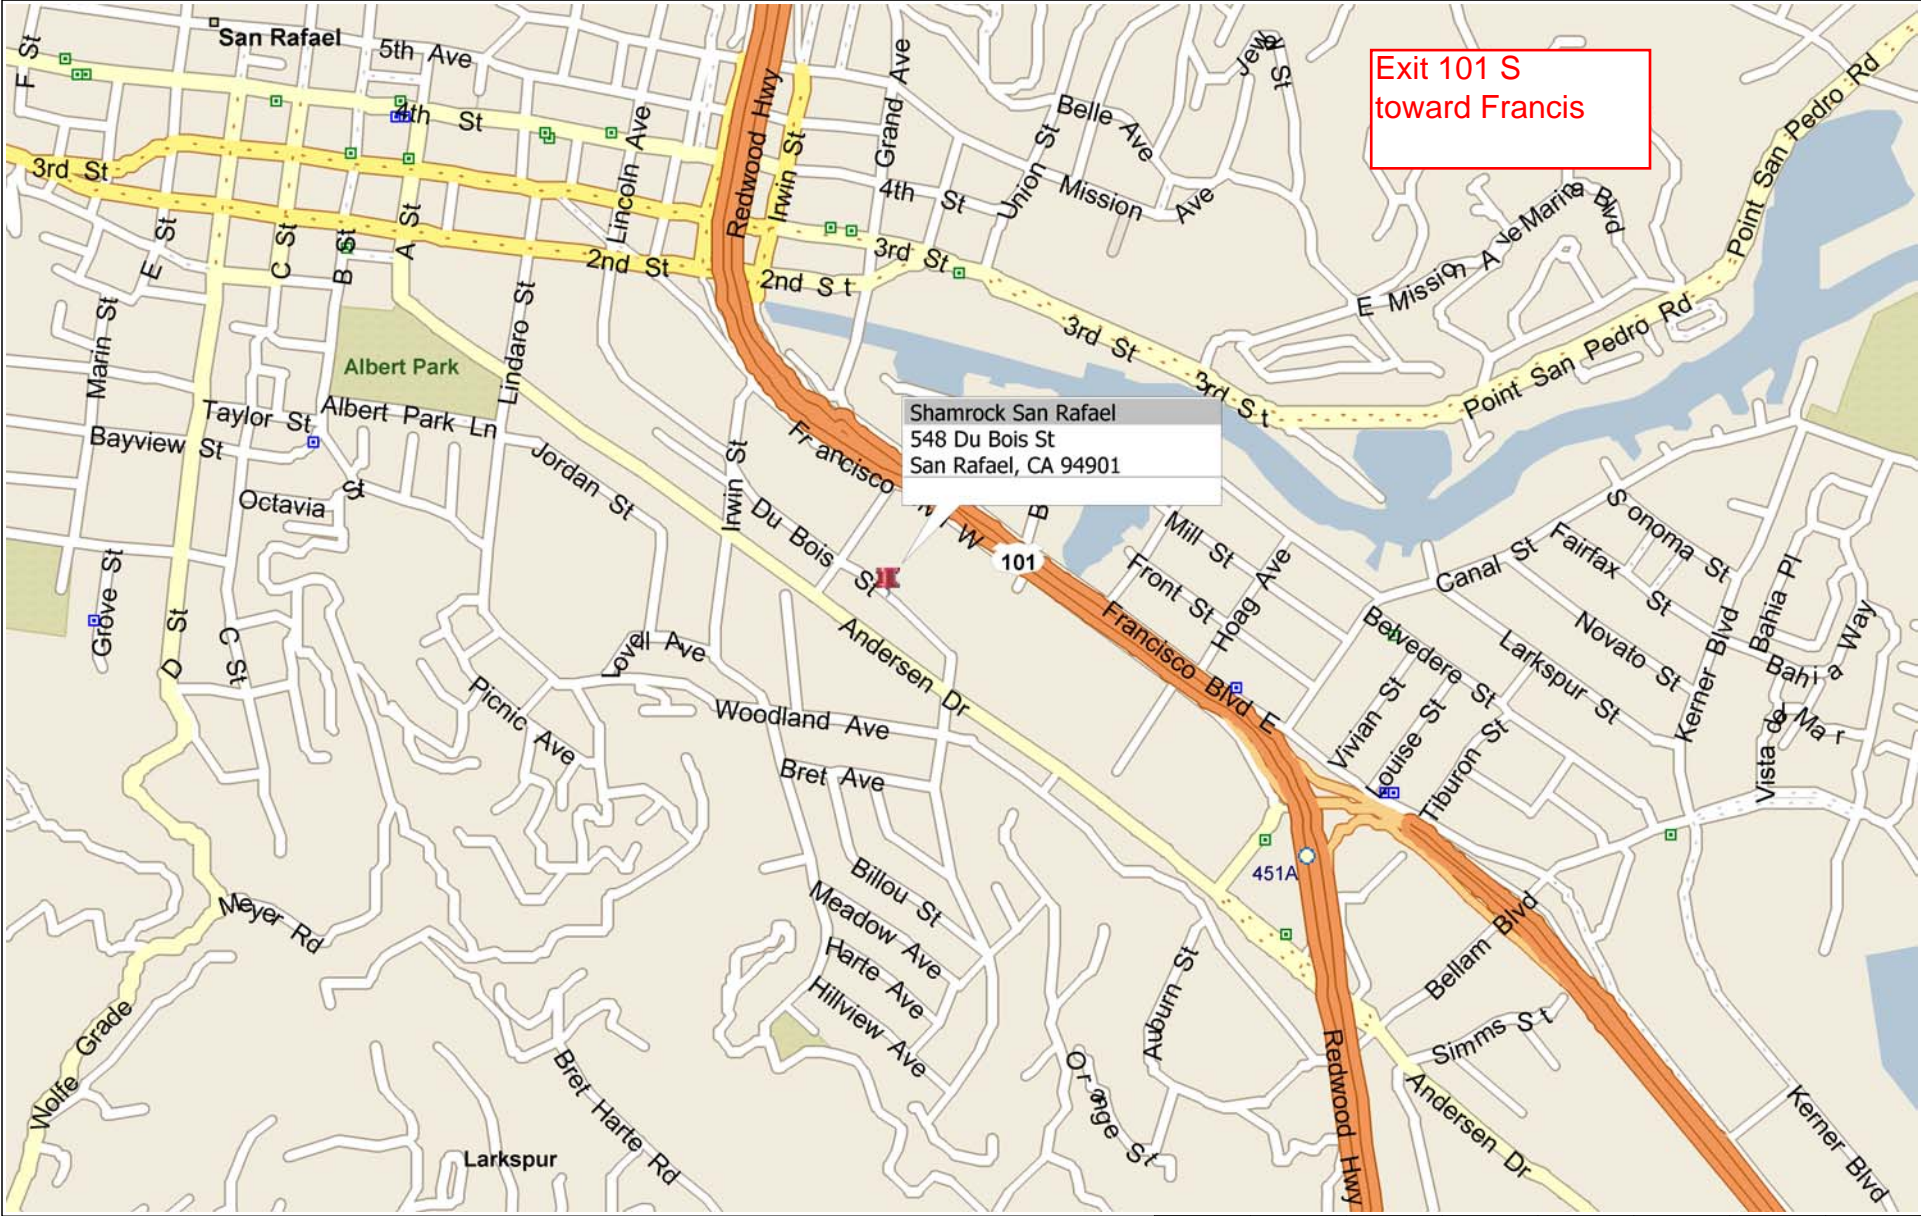 San Rafael
5th Ave
F St
4th St
3rd St
Lincoln Ave
Redwood Hwy
Irwin St
Grand Ave
4th St
Union St
Belle Ave
Mission Ave
Jewell St
Exit 101 S
toward Francis
Point San Pedro Rd
E Mission Ave
Marina Blvd
E St
C St
B St
A St
2nd St
2nd St
3rd St
3rd St
3rd St
Point San Pedro Rd
Marin St
Lindaro St
Albert Park
Taylor St
Albert Park Ln
Bayview St
Octavia St
Jordan St
Irwin St
Francisco
W
Shamrock San Rafael
548 Du Bois St
San Rafael, CA 94901
101
Du Bois St
Mill St
Front St
Hoag Ave
Canal St
Sonoma St
Fairfax St
Bahia Pl
Bahia Way
Novato St
Larkspur St
Kerner Blvd
Belvedere St
Vista del Mar
Grove St
D St
C St
Lovell Ave
Andersen Dr
Francisco Blvd E
Vivian St
Louise St
Tiburon St
Picnic Ave
Woodland Ave
Bret Ave
Billou St
Meadow Ave
Harte Ave
Hillview Ave
451A
Bellam Blvd
Simms St
Auburn St
Orange St
Meyer Rd
Wolfe Grade
Bret Harte Rd
Larkspur
Redwood Hwy
Andersen Dr
Kerner Blvd